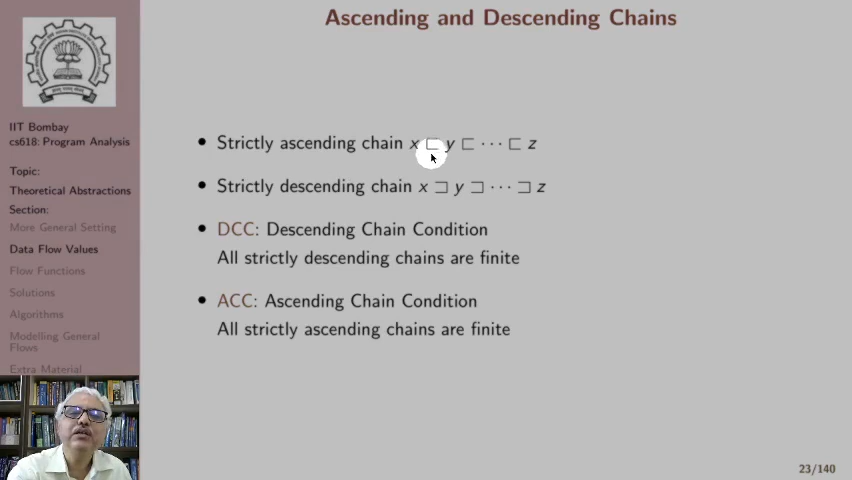 Ascending and Descending Chains
IIT Bombay
cs618: Program Analysis
Topic:
Theoretical Abstractions
Section:
More General Setting
Data Flow Values
Flow Functions
Solutions
Algorithms
Modelling General
Flows
Extra Material
• Strictly ascending chain x ⊏ y ⊏ ··· ⊏ z
• Strictly descending chain x ⊐ y ⊐ ··· ⊐ z
• DCC: Descending Chain Condition
All strictly descending chains are finite
• ACC: Ascending Chain Condition
All strictly ascending chains are finite
23/140